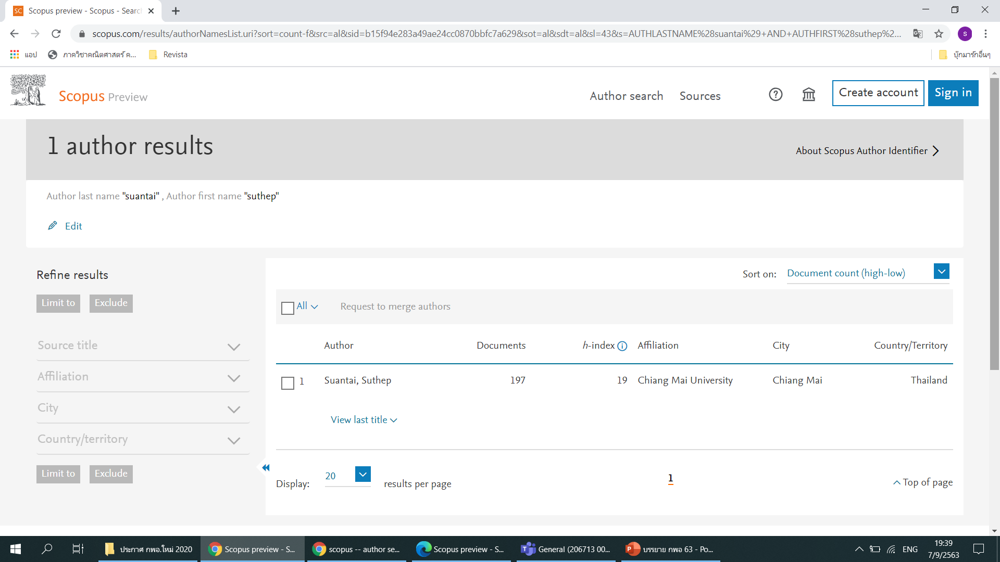 Scopus preview - Scopus - Searc
scopus.com/results/authorNamesList.uri?sort=count-f&src=al&sid=b15f94e283a49ae24cc0870bbfc7a629&sot=al&sdt=al&sl=43&s=AUTHLASTNAME%28suantai%29+AND+AUTHFIRST%28suthep%2...
s
แอป ภาควิชาคณิตศาสตร์ ค... Revista บุ๊กมาร์กอื่นๆ
Scopus Preview
Author search Sources Create account Sign in
1 author results
About Scopus Author Identifier
Author last name "suantai" , Author first name "suthep"
Edit
Refine results
Sort on: Document count (high-low)
Limit to Exclude
All Request to merge authors
Source title
Affiliation
City
Country/territory
Limit to Exclude
Author Documents h-index Affiliation City Country/Territory
1 Suantai, Suthep 197 19 Chiang Mai University Chiang Mai Thailand
View last title
Display: 20 results per page
1
Top of page
ประกาศ กพอ.ใหม่ 2020 Scopus preview - S... scopus -- author se... Scopus preview - S... General (206713 00... บรรยาย กพอ 63 - Po... ENG
19:39
7/9/2563